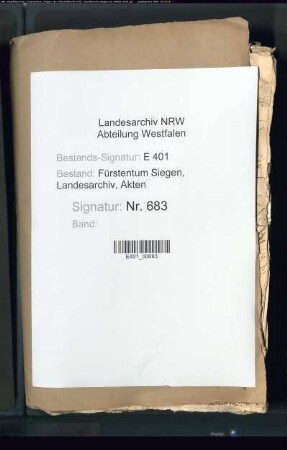 Landesarchiv NRW
Abteilung Westfalen
Bestands-Signatur: E 401
Bestand: Fürstentum Siegen,
Landesarchiv, Akten
Signatur: Nr. 683
Band:
E401_00683